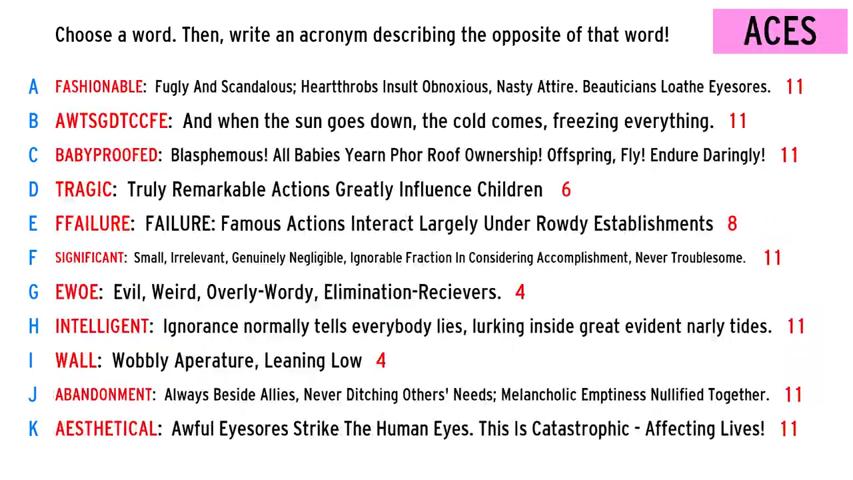 Choose a word. Then, write an acronym describing the opposite of that word!
ACES
A FASHIONABLE: Fugly And Scandalous; Heartthrobs Insult Obnoxious, Nasty Attire. Beauticians Loathe Eyesores. 11
B AWTSGDTCCFE: And when the sun goes down, the cold comes, freezing everything. 11
C BABYPROOFED: Blasphemous! All Babies Yearn Phor Roof Ownership! Offspring, Fly! Endure Daringly! 11
D TRAGIC: Truly Remarkable Actions Greatly Influence Children 6
E FFAILURE: FAILURE: Famous Actions Interact Largely Under Rowdy Establishments 8
F SIGNIFICANT: Small, Irrelevant, Genuinely Negligible, Ignorable Fraction In Considering Accomplishment, Never Troublesome. 11
G EWOE: Evil, Weird, Overly-Wordy, Elimination-Recievers. 4
H INTELLIGENT: Ignorance normally tells everybody lies, lurking inside great evident narly tides. 11
I WALL: Wobbly Aperature, Leaning Low 4
J ABANDONMENT: Always Beside Allies, Never Ditching Others' Needs; Melancholic Emptiness Nullified Together. 11
K AESTHETICAL: Awful Eyesores Strike The Human Eyes. This Is Catastrophic - Affecting Lives! 11